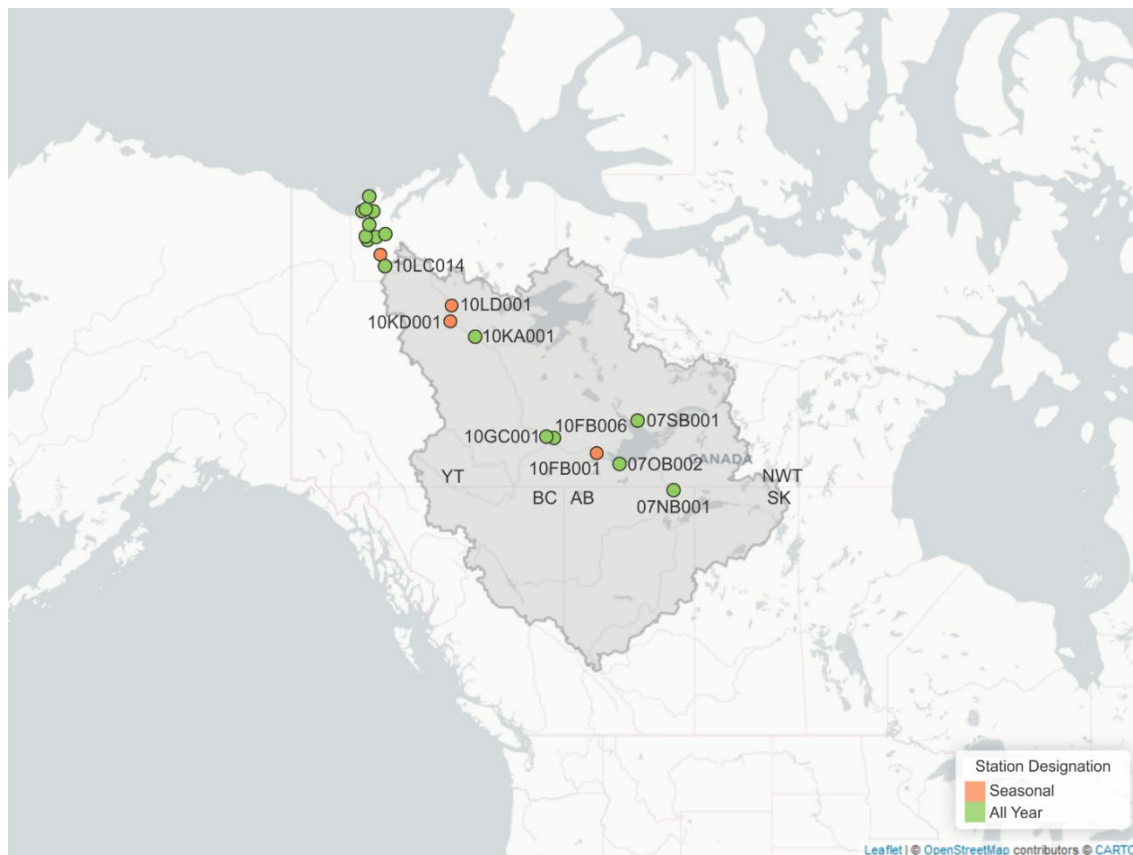 10LC014
10LD001
10KD001
10KA001
07SB001
10FB006
10GC001
CANADA
10FB001
07OB002
YT
NWT
BC
AB
SK
07NB001
Station Designation
Seasonal
All Year
Leaflet | © OpenStreetMap contributors © CARTO